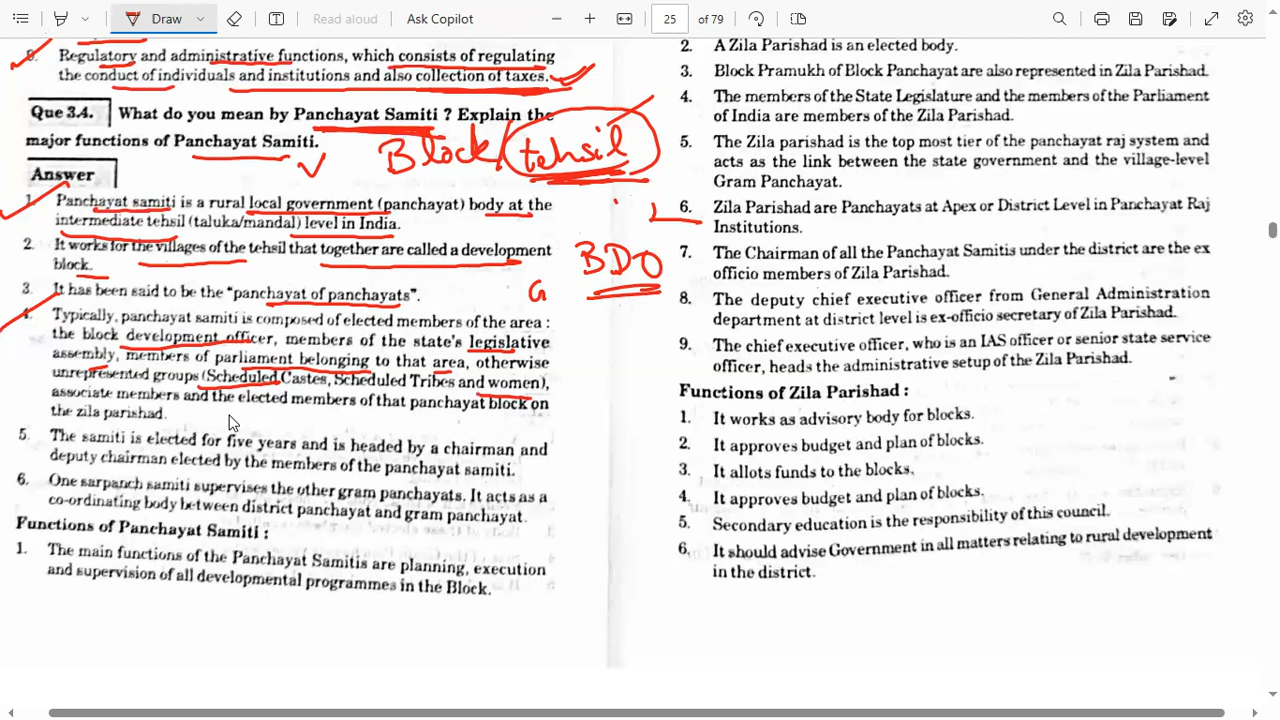 Draw
Read aloud
Ask Copilot
25
of 79
Regulatory and administrative functions, which consists of regulating
the conduct of individuals and institutions and also collection of taxes.
Que 3.4. What do you mean by Panchayat Samiti ? Explain the
major functions of Panchayat Samiti.
Block/tehsil
Answer
1. Panchayat samiti is a rural local government (panchayat) body at the
intermediate tehsil (taluka/mandal) level in India.
2. It works for the villages of the tehsil that together are called a development
block.
BDO
3. It has been said to be the “panchayat of panchayats”.
G
4. Typically, panchayat samiti is composed of elected members of the area :
the block development officer, members of the state's legislative
assembly, members of parliament belonging to that area, otherwise
unrepresented groups (Scheduled Castes, Scheduled Tribes and women),
associate members and the elected members of that panchayat block on
the zila parishad.
5. The samiti is elected for five years and is headed by a chairman and
deputy chairman elected by the members of the panchayat samiti.
6. One sarpanch samiti supervises the other gram panchayats. It acts as a
co-ordinating body between district panchayat and gram panchayat.
Functions of Panchayat Samiti :
1. The main functions of the Panchayat Samitis are planning, execution
and supervision of all developmental programmes in the Block.
2. A Zila Parishad is an elected body.
3. Block Pramukh of Block Panchayat are also represented in Zila Parishad.
4. The members of the State Legislature and the members of the Parliament
of India are members of the Zila Parishad.
5. The Zila parishad is the top most tier of the panchayat raj system and
acts as the link between the state government and the village-level
Gram Panchayat.
6. Zila Parishad are Panchayats at Apex or District Level in Panchayat Raj
Institutions.
7. The Chairman of all the Panchayat Samitis under the district are the ex
officio members of Zila Parishad.
8. The deputy chief executive officer from General Administration
department at district level is ex-officio secretary of Zila Parishad.
9. The chief executive officer, who is an IAS officer or senior state service
officer, heads the administrative setup of the Zila Parishad.
Functions of Zila Parishad :
1. It works as advisory body for blocks.
2. It approves budget and plan of blocks.
3. It allots funds to the blocks.
4. It approves budget and plan of blocks.
5. Secondary education is the responsibility of this council.
6. It should advise Government in all matters relating to rural development
in the district.